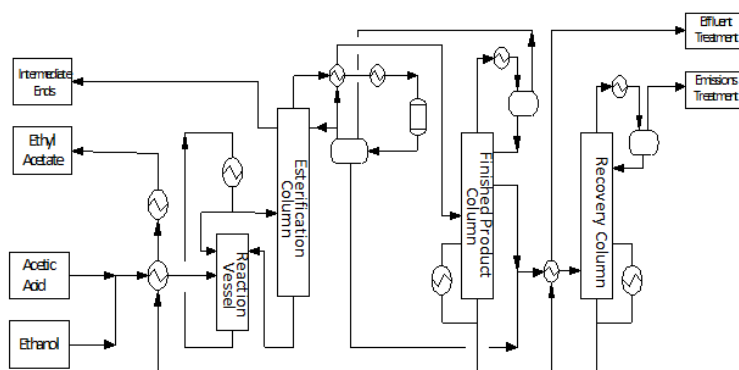 Effluent
Treatment
Intermediate
Ends
Emissions
Treatment
Ethyl
Acetate
Esterification
Column
Finished Product
Column
Recovery Column
Reaction
Vessel
Acetic
Acid
Ethanol